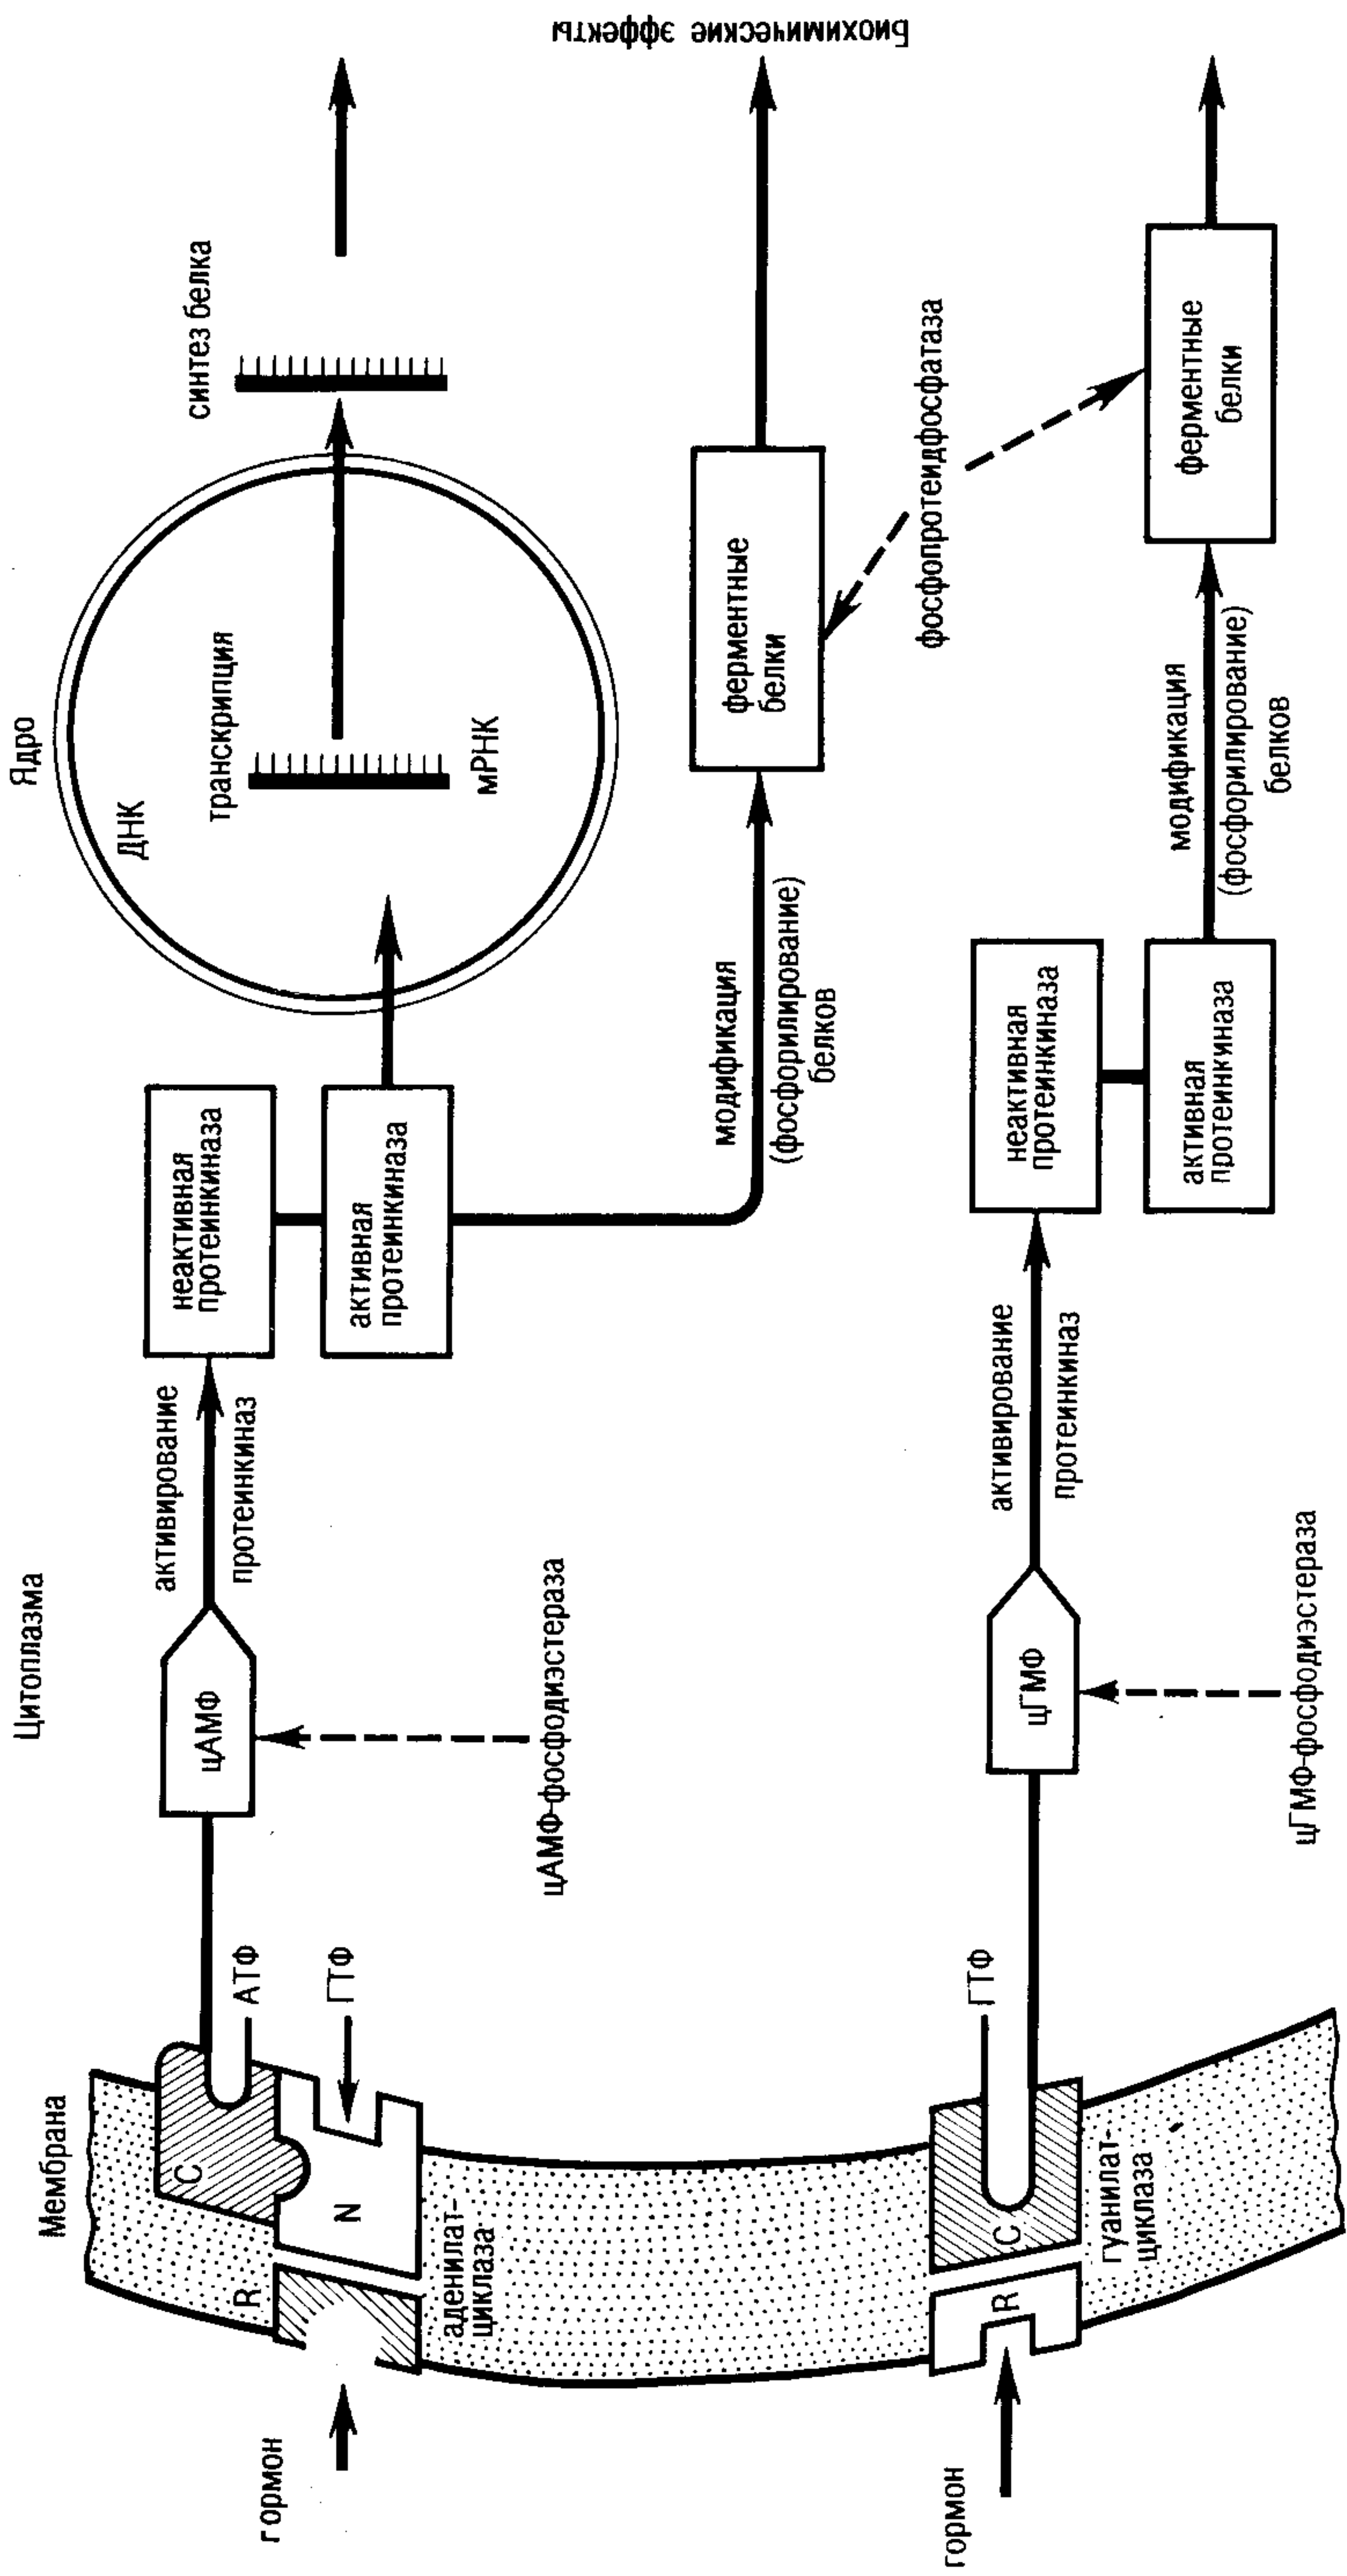 Мембрана
Цитоплазма
Ядро
гормон
R
C
N
АТФ
ГТФ
аденилат-
циклаза
цАМФ
цАМФ-фосфодиэстераза
активирование
протеинкиназ
неактивная
протеинкиназа
активная
протеинкиназа
ДНК
транскрипция
мРНК
синтез белка
модификация
(фосфорилирование)
белков
ферментные
белки
фосфопротеидфосфатаза
Биохимические эффекты
гормон
R
C
ГТФ
гуанилат-
циклаза
цГМФ
цГМФ-фосфодиэстераза
активирование
протеинкиназ
неактивная
протеинкиназа
активная
протеинкиназа
модификация
(фосфорилирование)
белков
ферментные
белки